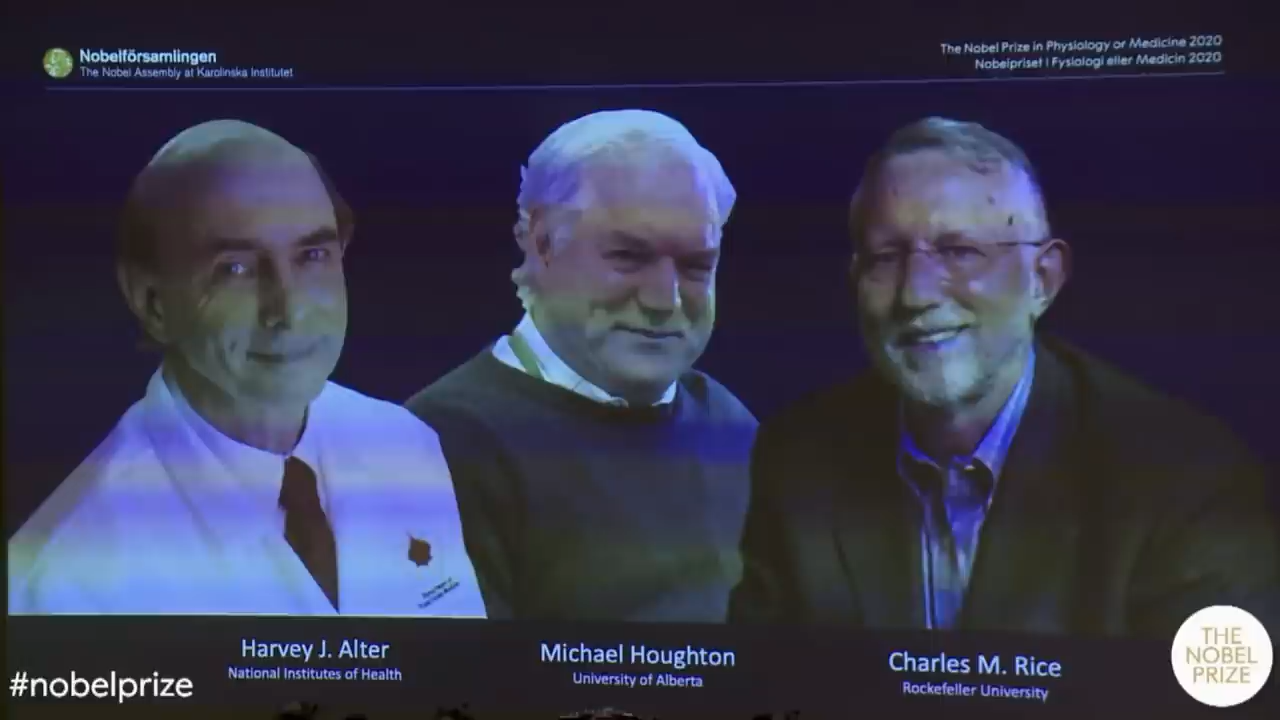 Nobelförsamlingen
The Nobel Assembly at Karolinska Institutet
The Nobel Prize in Physiology or Medicine 2020
Nobelpriset i Fysiologi eller Medicin 2020
Harvey J. Alter
National Institutes of Health
Michael Houghton
University of Alberta
Charles M. Rice
Rockefeller University
#nobelprize
THE
NOBEL
PRIZE